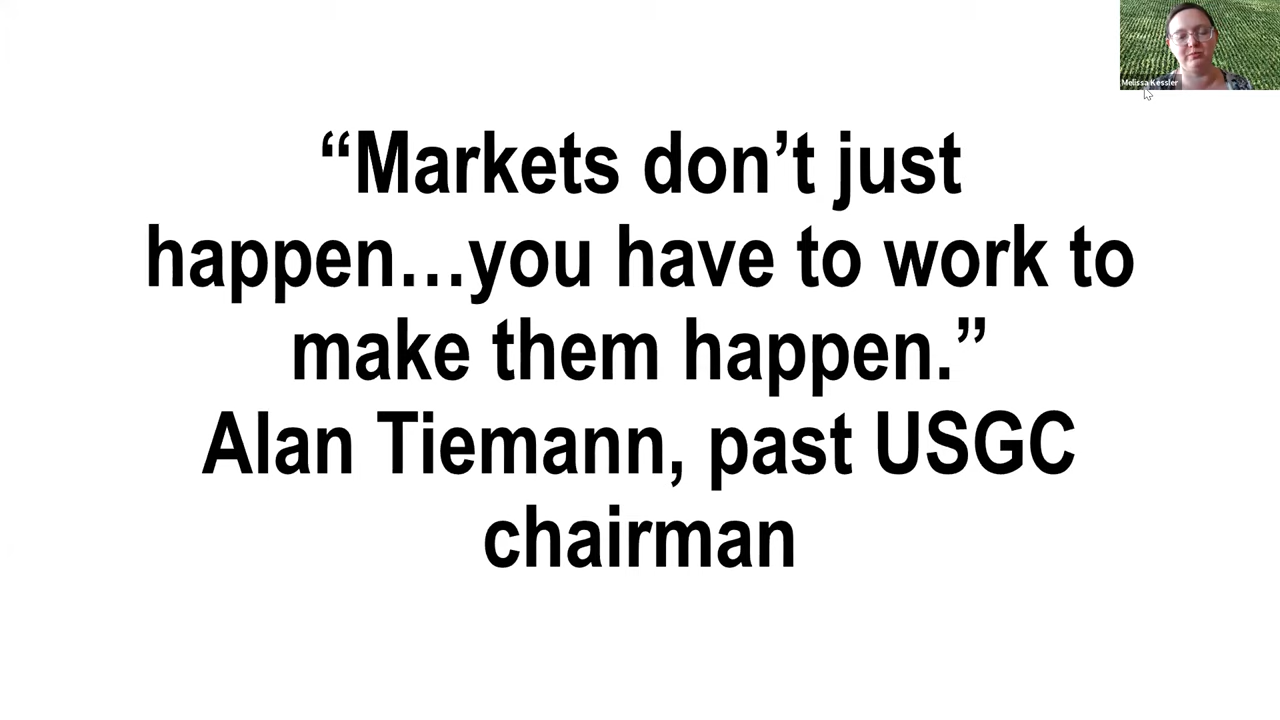 Melissa Kessler
“Markets don’t just
happen…you have to work to
make them happen.”
Alan Tiemann, past USGC
chairman